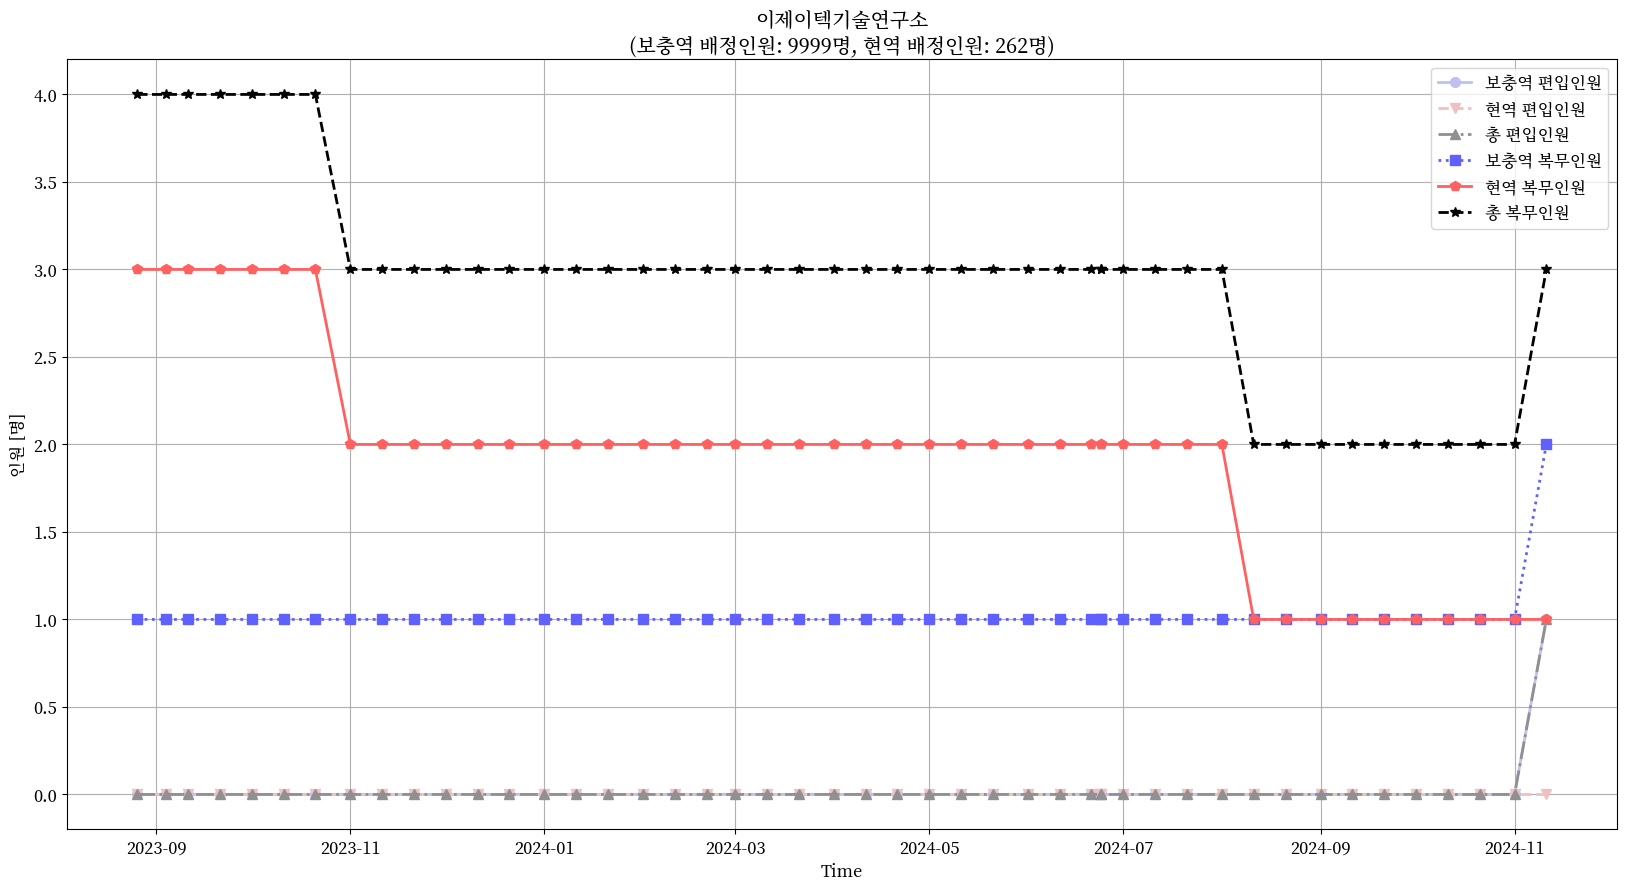 이제이텍기술연구소
(보충역 배정인원: 9999명, 현역 배정인원: 262명)
보충역 편입인원
현역 편입인원
총 편입인원
보충역 복무인원
현역 복무인원
총 복무인원
인원 [명]
4.0
3.5
3.0
2.5
2.0
1.5
1.0
0.5
0.0
2023-09 2023-11 2024-01 2024-03 2024-05 2024-07 2024-09 2024-11
Time